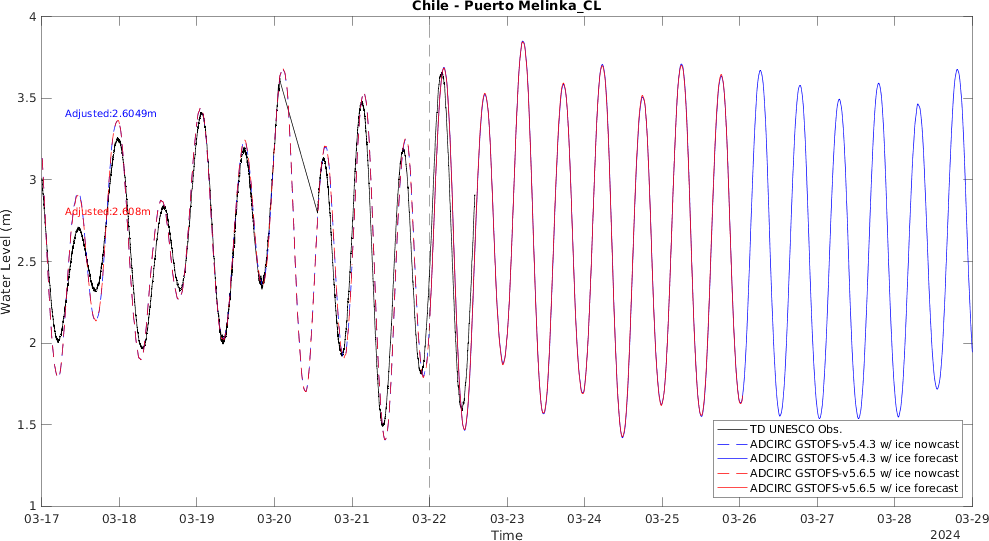 Chile - Puerto Melinka_CL
4
3.5
3
2.5
2
1.5
1
Water Level (m)
Adjusted:2.6049m
Adjusted:2.608m
TD UNESCO Obs.
ADCIRC GSTOFS-v5.4.3 w/ ice nowcast
ADCIRC GSTOFS-v5.4.3 w/ ice forecast
ADCIRC GSTOFS-v5.6.5 w/ ice nowcast
ADCIRC GSTOFS-v5.6.5 w/ ice forecast
03-17 03-18 03-19 03-20 03-21 03-22 03-23 03-24 03-25 03-26 03-27 03-28 03-29
Time
2024